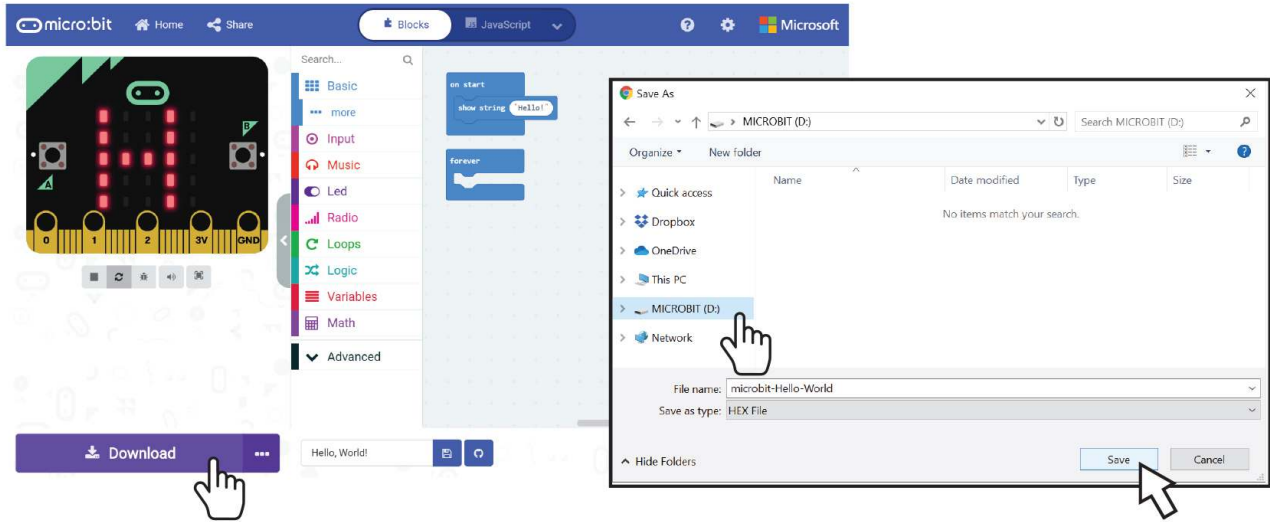 micro:bit Home Share Blocks JavaScript Microsoft
Search...
Basic
more
Input
Music
Led
Radio
Loops
Logic
Variables
Math
Advanced
on start
show string "Hello!"
forever
A
B
0 1 2 3V GND
Download
Hello, World!
Save As
MICROBIT (D:) Search MICROBIT (D:)
Organize New folder
Name Date modified Type Size
No items match your search.
Quick access
Dropbox
OneDrive
This PC
MICROBIT (D:)
Network
File name: microbit-Hello-World
Save as type: HEX File
Hide Folders Save Cancel